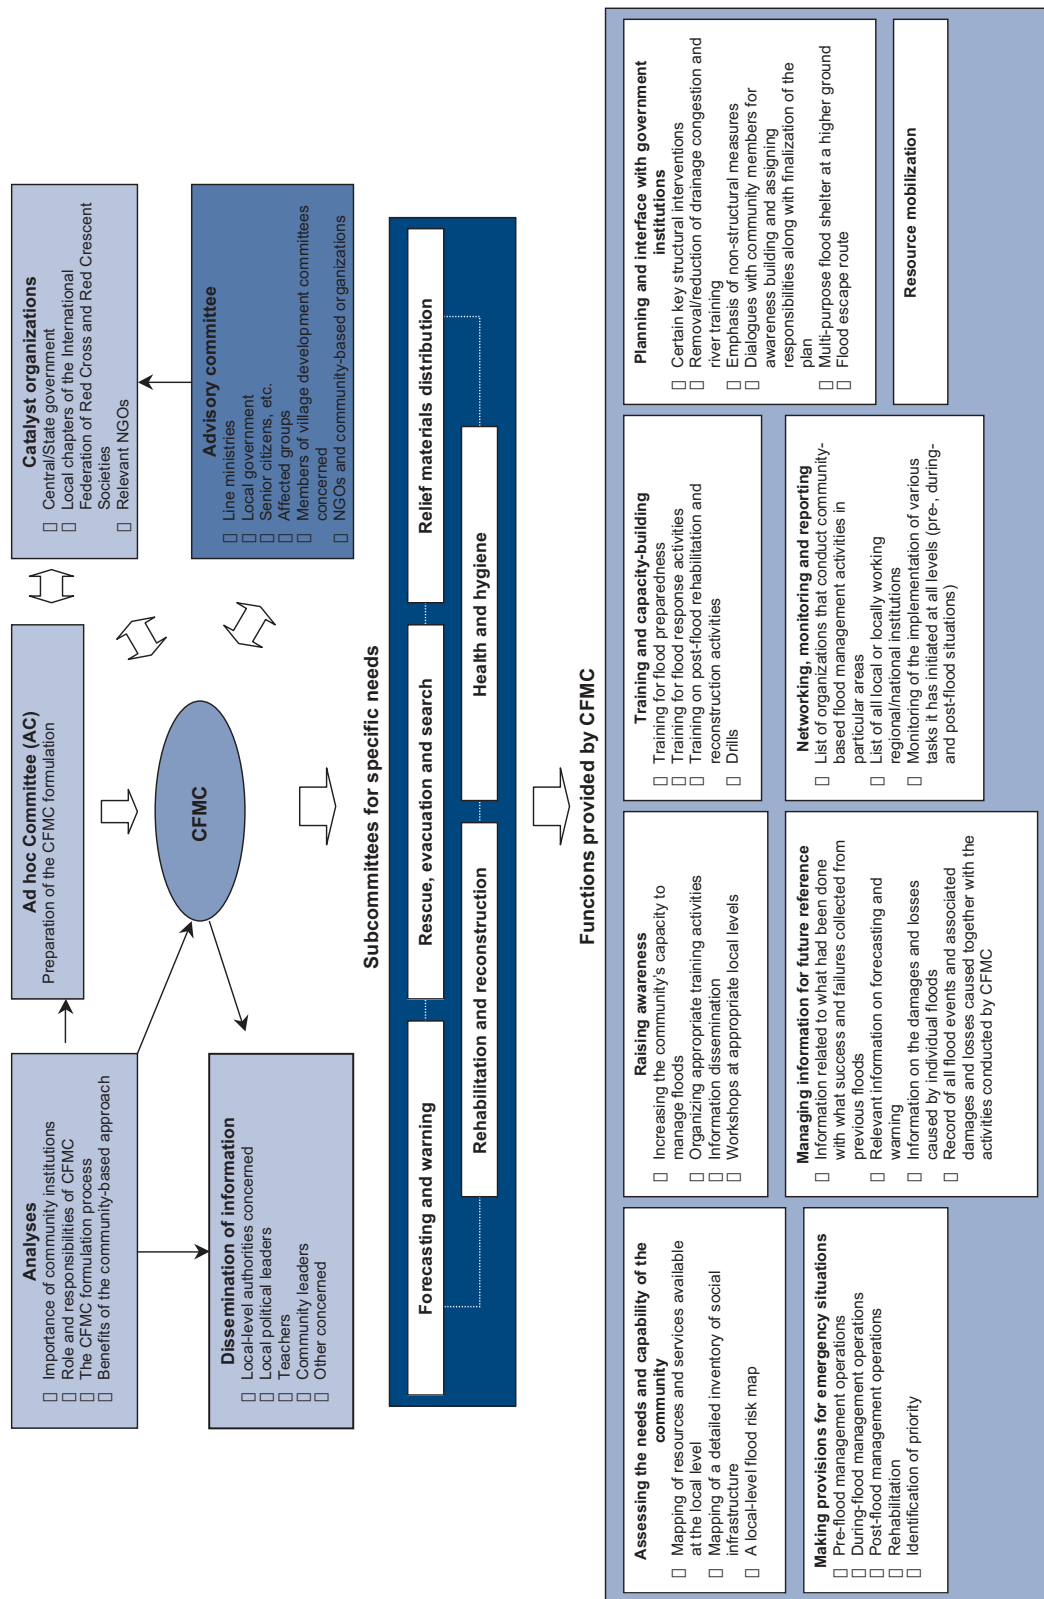 Analyses
▯ Importance of community institutions
▯ Role and responsibilities of CFMC
▯ The CFMC formulation process
▯ Benefits of the community-based approach
Ad hoc Committee (AC)
Preparation of the CFMC formulation
Catalyst organizations
▯ Central/State government
▯ Local chapters of the International
Federation of Red Cross and Red Crescent
Societies
▯ Relevant NGOs
CFMC
Dissemination of information
▯ Local-level authorities concerned
▯ Local political leaders
▯ Teachers
▯ Community leaders
▯ Other concerned
Advisory committee
▯ Line ministries
▯ Local government
▯ Senior citizens, etc.
▯ Affected groups
▯ Members of village development committees
concerned
▯ NGOs and community-based organizations
Subcommittees for specific needs
Forecasting and warning
Rescue, evacuation and search
Relief materials distribution
Rehabilitation and reconstruction
Health and hygiene
Functions provided by CFMC
Assessing the needs and capability of the
community
▯ Mapping of resources and services available
at the local level
▯ Mapping of a detailed inventory of social
infrastructure
▯ A local-level flood risk map
Raising awareness
▯ Increasing the community's capacity to
manage floods
▯ Organizing appropriate training activities
▯ Information dissemination
▯ Workshops at appropriate local levels
Training and capacity-building
▯ Training for flood preparedness
▯ Training for flood response activities
▯ Training on post-flood rehabilitation and
reconstruction activities
▯ Drills
Planning and interface with government
institutions
▯ Certain key structural interventions
▯ Removal/reduction of drainage congestion and
river training
▯ Emphasis of non-structural measures
▯ Dialogues with community members for
awareness building and assigning
responsibilities along with finalization of the
plan
▯ Multi-purpose flood shelter at a higher ground
▯ Flood escape route
Making provisions for emergency situations
▯ Pre-flood management operations
▯ During-flood management operations
▯ Post-flood management operations
▯ Rehabilitation
▯ Identification of priority
Managing information for future reference
▯ Information related to what had been done
with what success and failures collected from
previous floods
▯ Relevant information on forecasting and
warning
▯ Information on the damages and losses
caused by individual floods
▯ Record of all flood events and associated
damages and losses caused together with the
activities conducted by CFMC
Networking, monitoring and reporting
▯ List of organizations that conduct community-
based flood management activities in
particular areas
▯ List of all local or locally working
regional/national institutions
▯ Monitoring of the implementation of various
tasks it has initiated at all levels (pre-, during-
and post-flood situations)
Resource mobilization